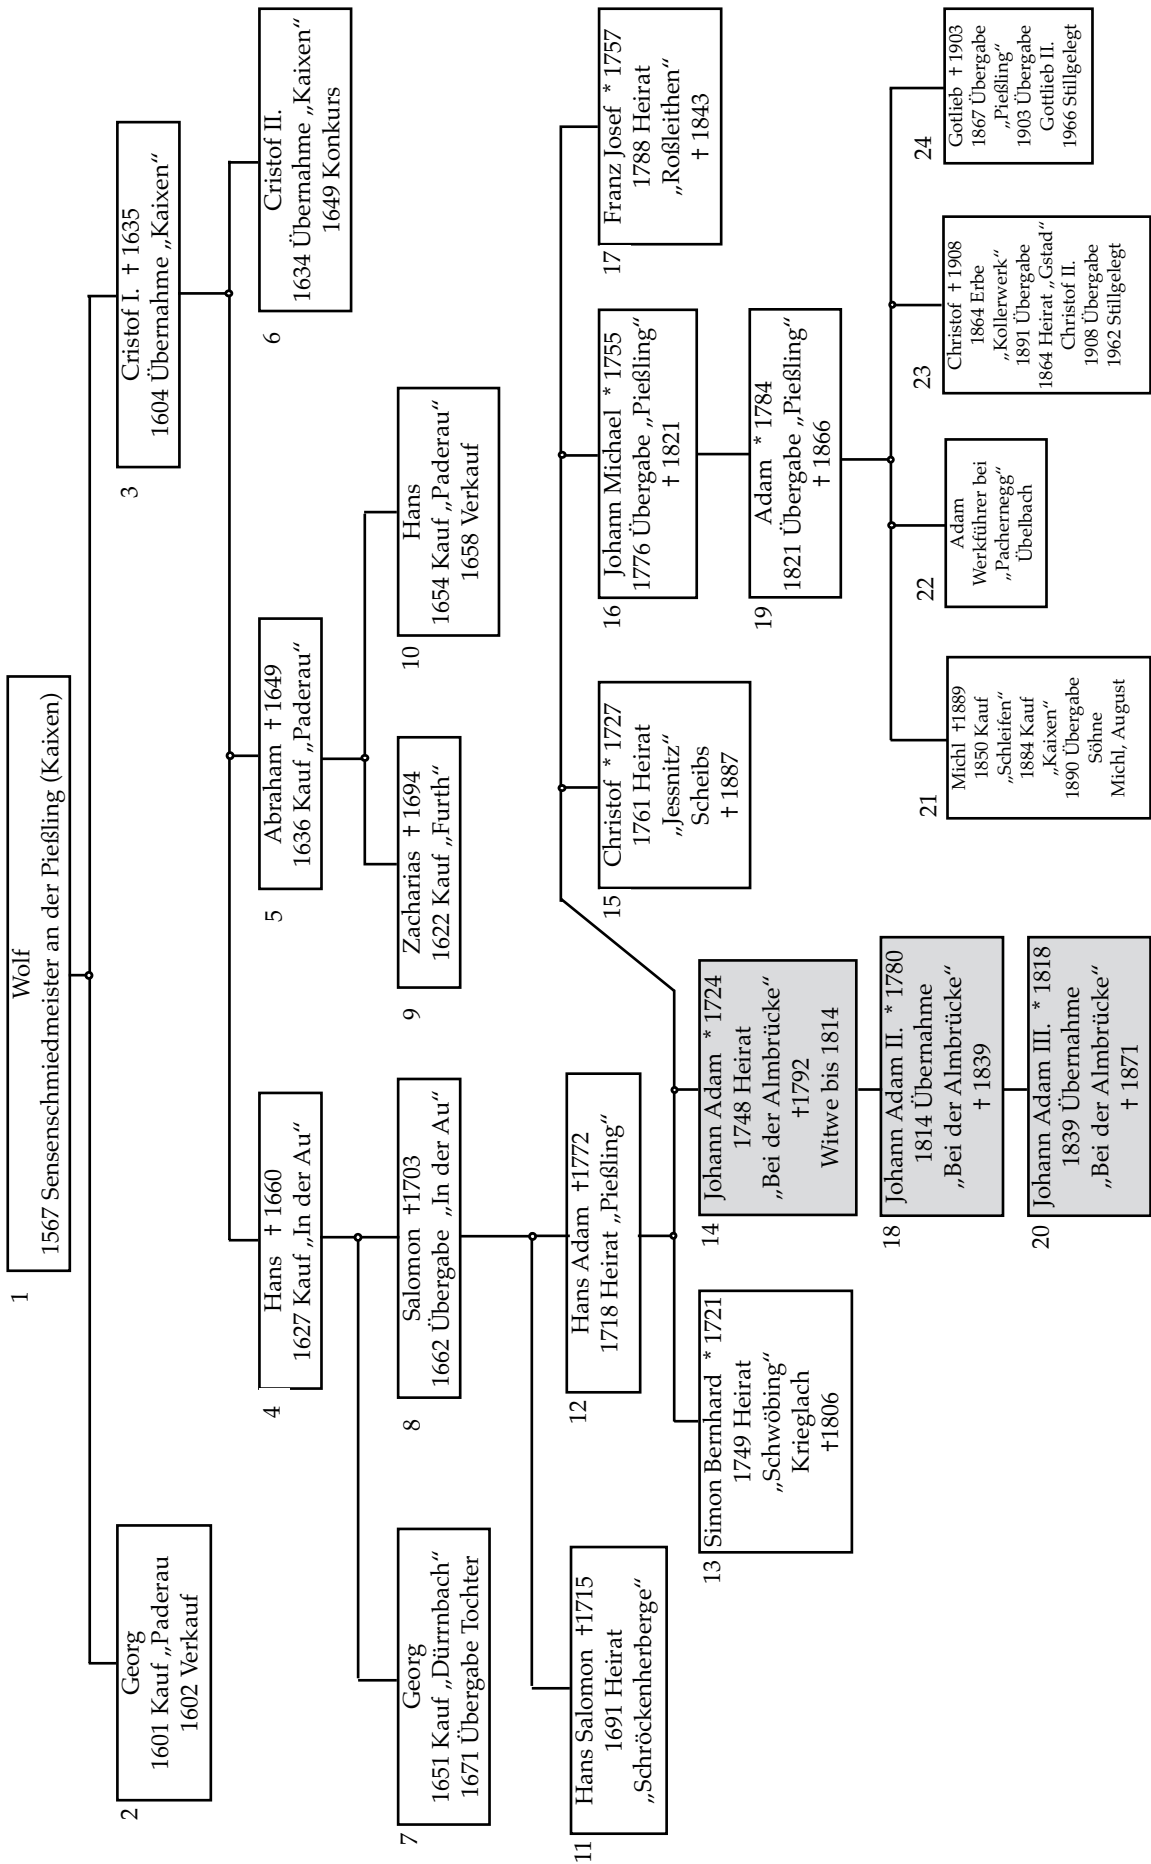 1
Wolf
1567 Sensenschmiedmeister an der Pießling (Kaixen)
2
Georg
1601 Kauf „Paderau
1602 Verkauf
3
Cristof I. † 1635
1604 Übernahme „Kaixen“
4
Hans † 1660
1627 Kauf „In der Au“
5
Abraham † 1649
1636 Kauf „Paderau“
6
Cristof II.
1634 Übernahme „Kaixen“
1649 Konkurs
7
Georg
1651 Kauf „Dürrnbach“
1671 Übergabe Tochter
8
Salomon †1703
1662 Übergabe „In der Au“
9
Zacharias † 1694
1622 Kauf „Furth“
10
Hans
1654 Kauf „Paderau“
1658 Verkauf
11
Hans Salomon †1715
1691 Heirat
„Schröckenherberge“
12
Hans Adam †1772
1718 Heirat „Pießling“
13
Simon Bernhard * 1721
1749 Heirat
„Schwöbing“
Krieglach
†1806
14
Johann Adam * 1724
1748 Heirat
„Bei der Almbrücke“
†1792
Witwe bis 1814
15
Christof * 1727
1761 Heirat
„Jessnitz“
Scheibs
† 1887
16
Johann Michael * 1755
1776 Übergabe „Pießling“
† 1821
17
Franz Josef * 1757
1788 Heirat
„Roßleithen“
† 1843
18
Johann Adam II. * 1780
1814 Übernahme
„Bei der Almbrücke“
† 1839
19
Adam * 1784
1821 Übergabe „Pießling“
† 1866
20
Johann Adam III. * 1818
1839 Übernahme
„Bei der Almbrücke“
† 1871
21
Michl †1889
1850 Kauf
„Schleifen“
1884 Kauf
„Kaixen“
1890 Übergabe
Söhne
Michl, August
22
Adam
Werkführer bei
„Pachernegg“
Übelbach
23
Christof † 1908
1864 Erbe
„Kollerwerk“
1891 Übergabe
1864 Heirat „Gstad“
Christof II.
1908 Übergabe
1962 Stillgelegt
24
Gotlieb † 1903
1867 Übergabe
„Pießling“
1903 Übergabe
Gottlieb II.
1966 Stillgelegt